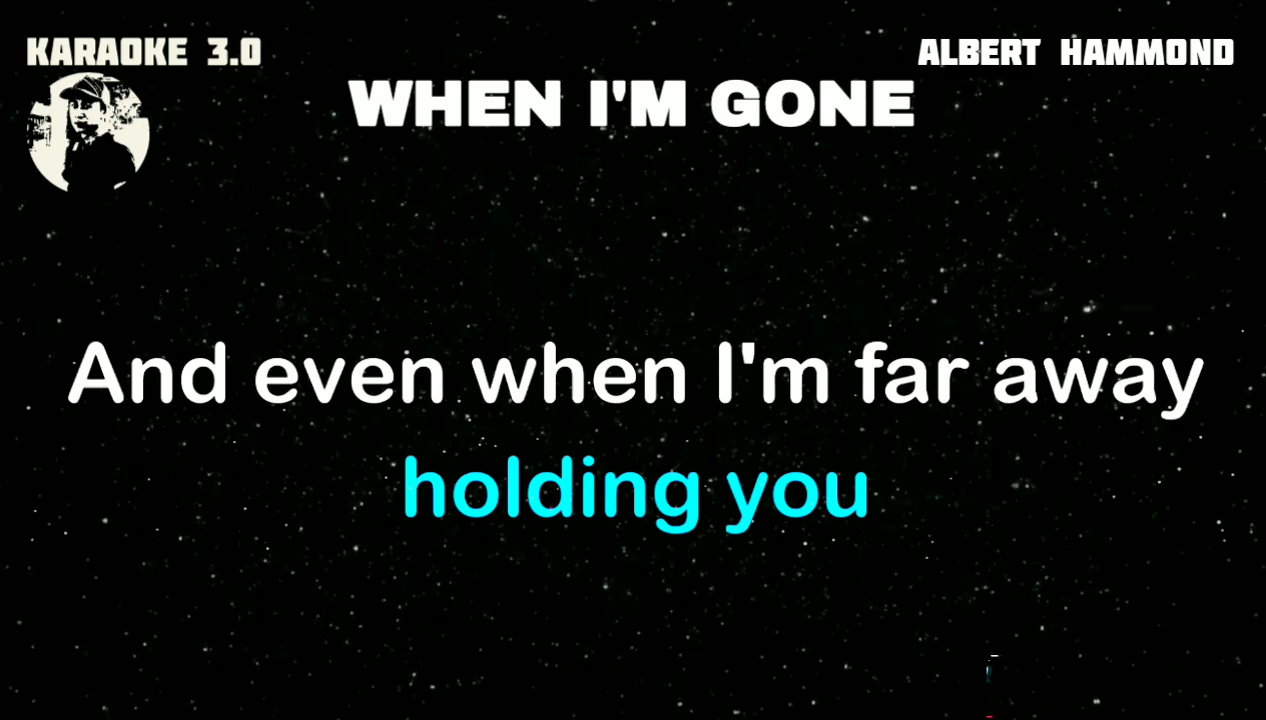 KARAOKE 3.0
ALBERT HAMMOND
WHEN I'M GONE
And even when I'm far away
holding you